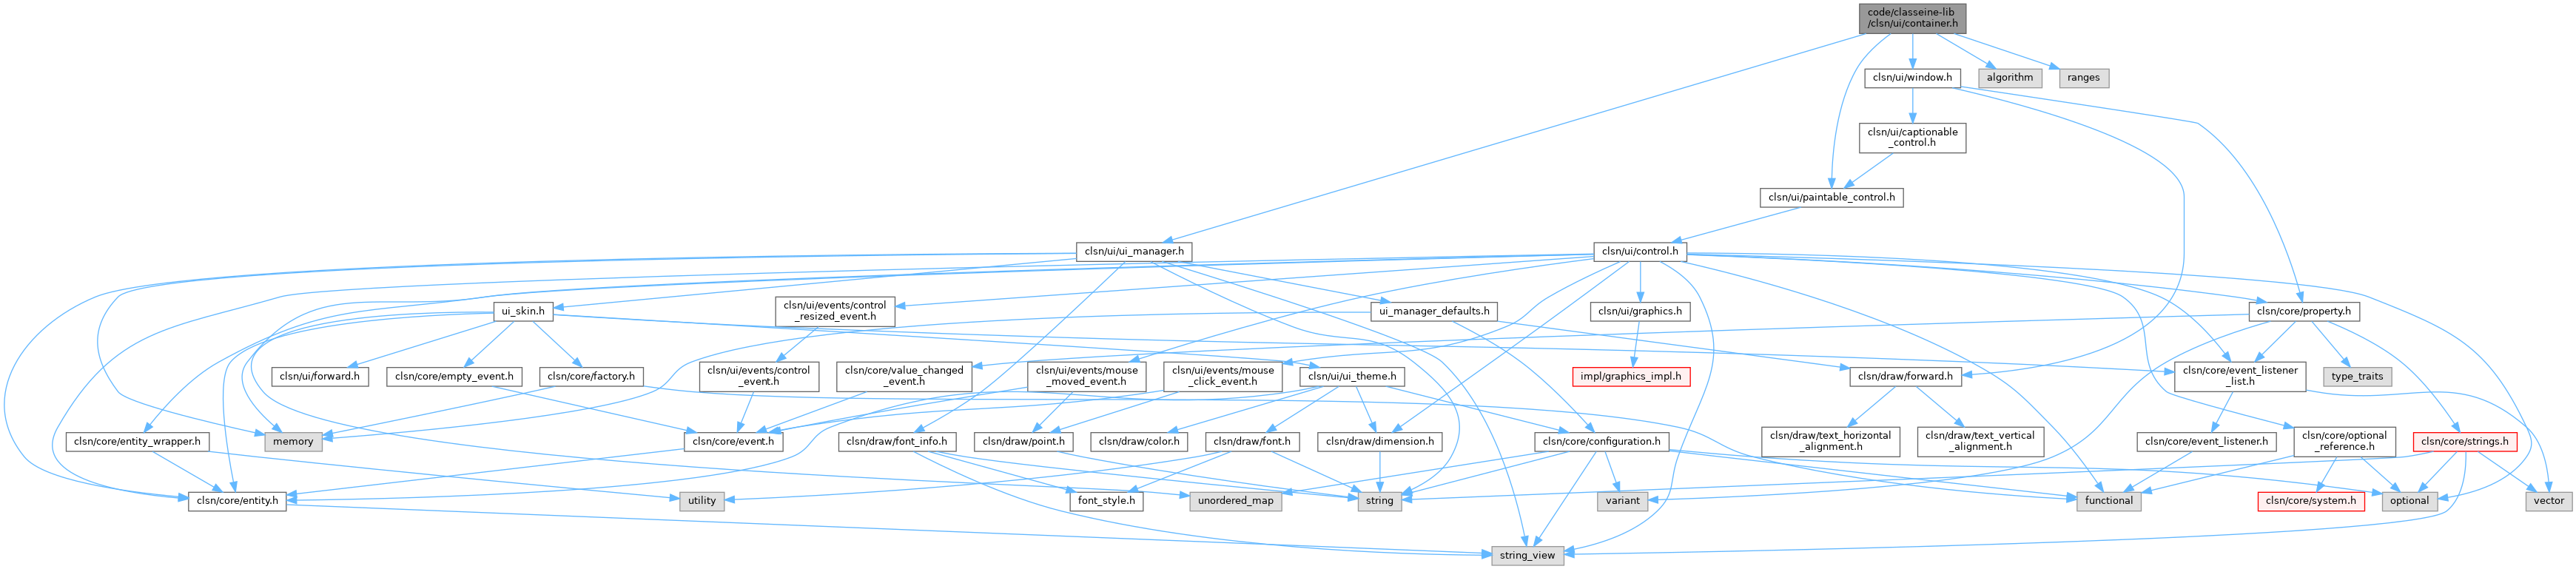 code/classeine-lib
/clsn/ui/container.h
clsn/ui/window.h
algorithm
ranges
clsn/ui/captionable
_control.h
clsn/ui/paintable_control.h
clsn/ui/ui_manager.h
clsn/ui/control.h
clsn/ui/events/control
_resized_event.h
ui_skin.h
ui_manager_defaults.h
clsn/ui/graphics.h
clsn/core/property.h
clsn/ui/forward.h
clsn/core/empty_event.h
clsn/core/factory.h
clsn/ui/events/control
_event.h
clsn/core/value_changed
_event.h
clsn/ui/events/mouse
_moved_event.h
clsn/ui/events/mouse
_click_event.h
clsn/ui/ui_theme.h
impl/graphics_impl.h
clsn/draw/forward.h
clsn/core/event_listener
_list.h
type_traits
clsn/core/entity_wrapper.h
memory
clsn/core/event.h
clsn/draw/font_info.h
clsn/draw/point.h
clsn/draw/color.h
clsn/draw/font.h
clsn/draw/dimension.h
clsn/core/configuration.h
clsn/draw/text_horizontal
_alignment.h
clsn/draw/text_vertical
_alignment.h
clsn/core/event_listener.h
clsn/core/optional
_reference.h
clsn/core/strings.h
clsn/core/entity.h
utility
font_style.h
unordered_map
string
variant
functional
clsn/core/system.h
optional
vector
string_view